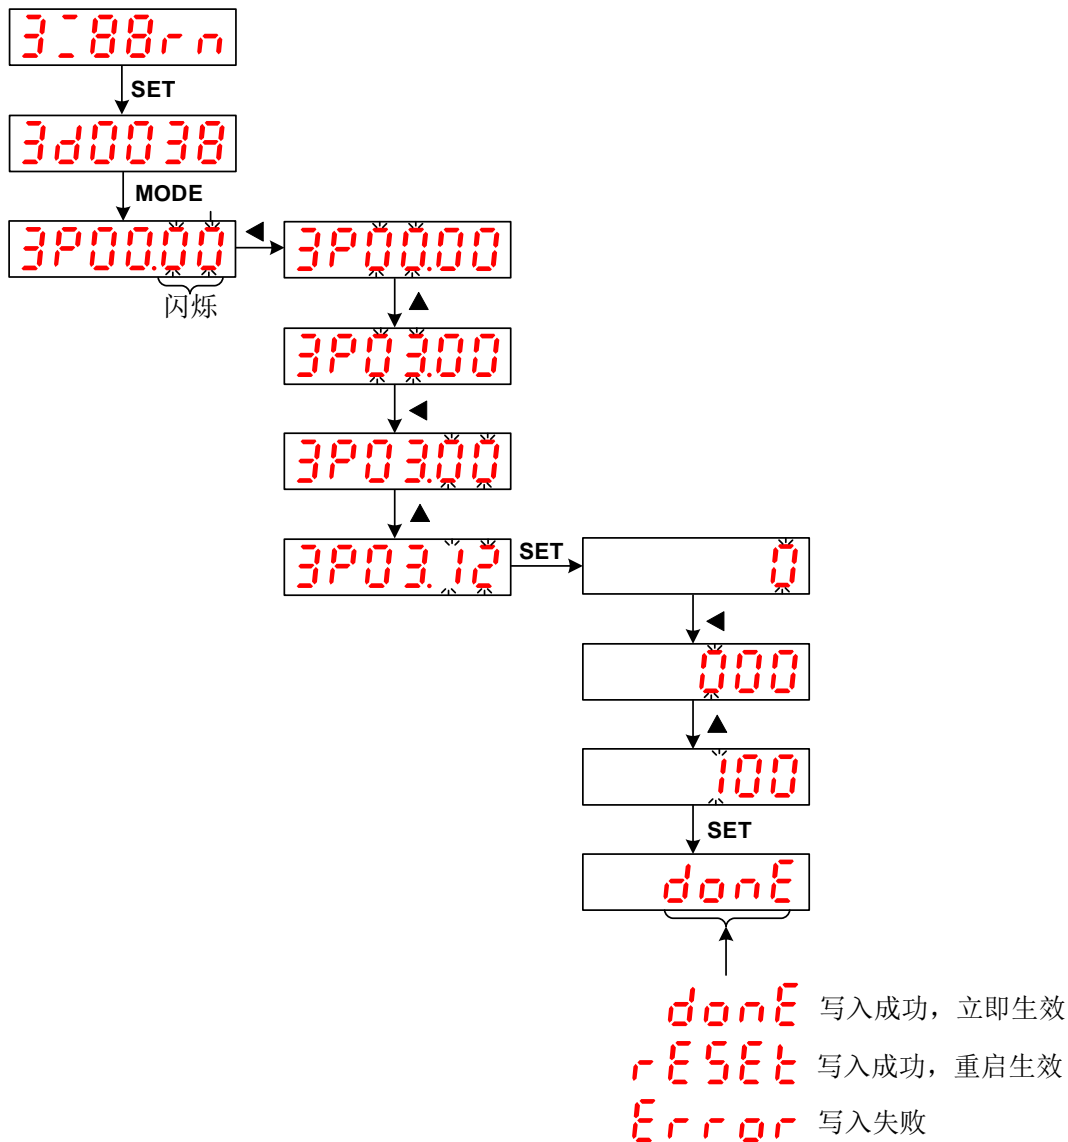 3‾_88rn
SET
3d0038
MODE
3P00.00
◀
3P00.00
闪烁
▲
3P03.00
◀
3P03.00
▲
3P03.12
SET
0
◀
000
▲
100
SET
donE
donE 写入成功，立即生效
rESEt 写入成功，重启生效
Error 写入失败